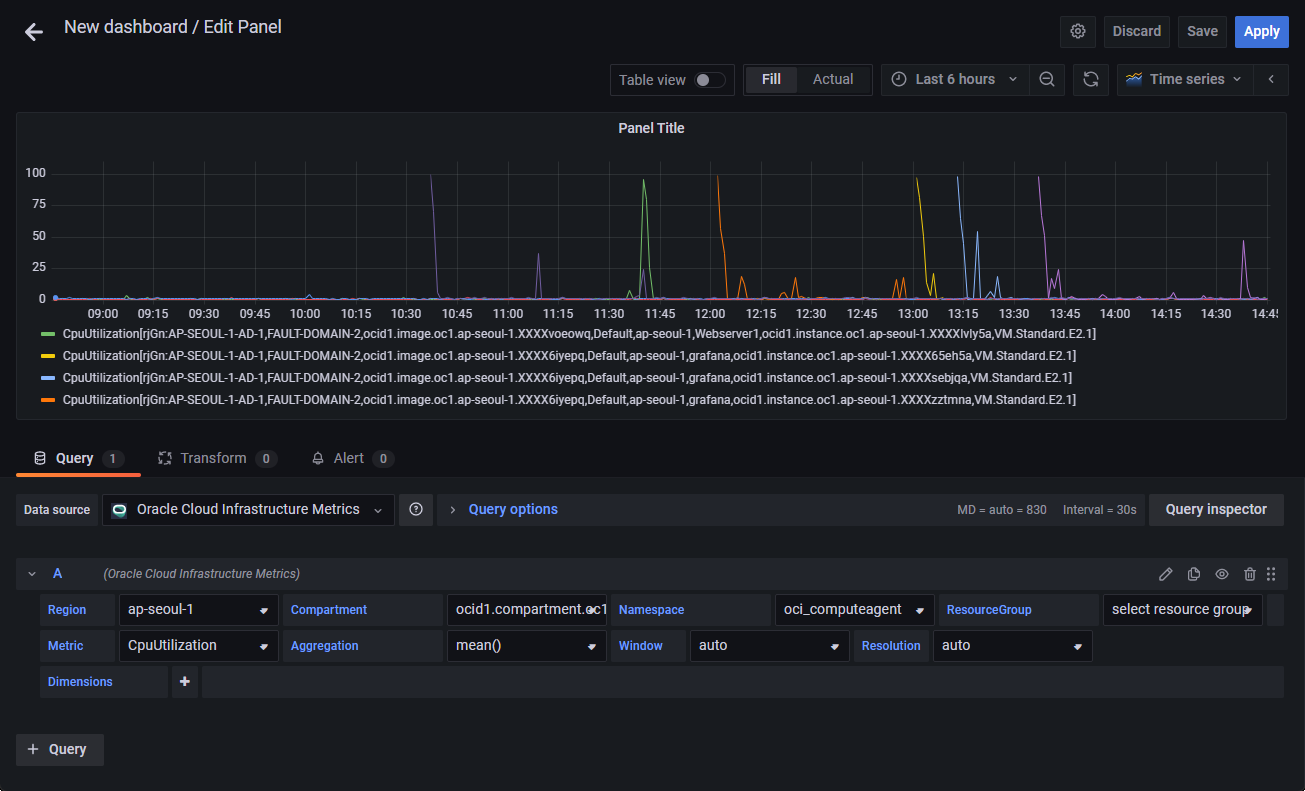 New dashboard / Edit Panel
Discard
Save
Apply
Table view
Fill
Actual
Last 6 hours
Time series
Panel Title
100
75
50
25
0
09:00 09:15 09:30 09:45 10:00 10:15 10:30 10:45 11:00 11:15 11:30 11:45 12:00 12:15 12:30 12:45 13:00 13:15 13:30 13:45 14:00 14:15 14:30 14:45
CpuUtilization[rjGn:AP-SEOUL-1-AD-1,FAULT-DOMAIN-2,ocid1.image.oc1.ap-seoul-1.XXXXvoeowq,Default,ap-seoul-1,Webserver1,ocid1.instance.oc1.ap-seoul-1.XXXXlvly5a,VM.Standard.E2.1]
CpuUtilization[rjGn:AP-SEOUL-1-AD-1,FAULT-DOMAIN-2,ocid1.image.oc1.ap-seoul-1.XXXX6iyepq,Default,ap-seoul-1,grafana,ocid1.instance.oc1.ap-seoul-1.XXXX65eh5a,VM.Standard.E2.1]
CpuUtilization[rjGn:AP-SEOUL-1-AD-1,FAULT-DOMAIN-2,ocid1.image.oc1.ap-seoul-1.XXXX6iyepq,Default,ap-seoul-1,grafana,ocid1.instance.oc1.ap-seoul-1.XXXXsebjqa,VM.Standard.E2.1]
CpuUtilization[rjGn:AP-SEOUL-1-AD-1,FAULT-DOMAIN-2,ocid1.image.oc1.ap-seoul-1.XXXX6iyepq,Default,ap-seoul-1,grafana,ocid1.instance.oc1.ap-seoul-1.XXXXzztmna,VM.Standard.E2.1]
Query 1
Transform 0
Alert 0
Data source
Oracle Cloud Infrastructure Metrics
Query options
MD = auto = 830
Interval = 30s
Query inspector
A
(Oracle Cloud Infrastructure Metrics)
Region
ap-seoul-1
Compartment
ocid1.compartment.oc1
Namespace
oci_computeagent
ResourceGroup
select resource group
Metric
CpuUtilization
Aggregation
mean()
Window
auto
Resolution
auto
Dimensions
+
+ Query